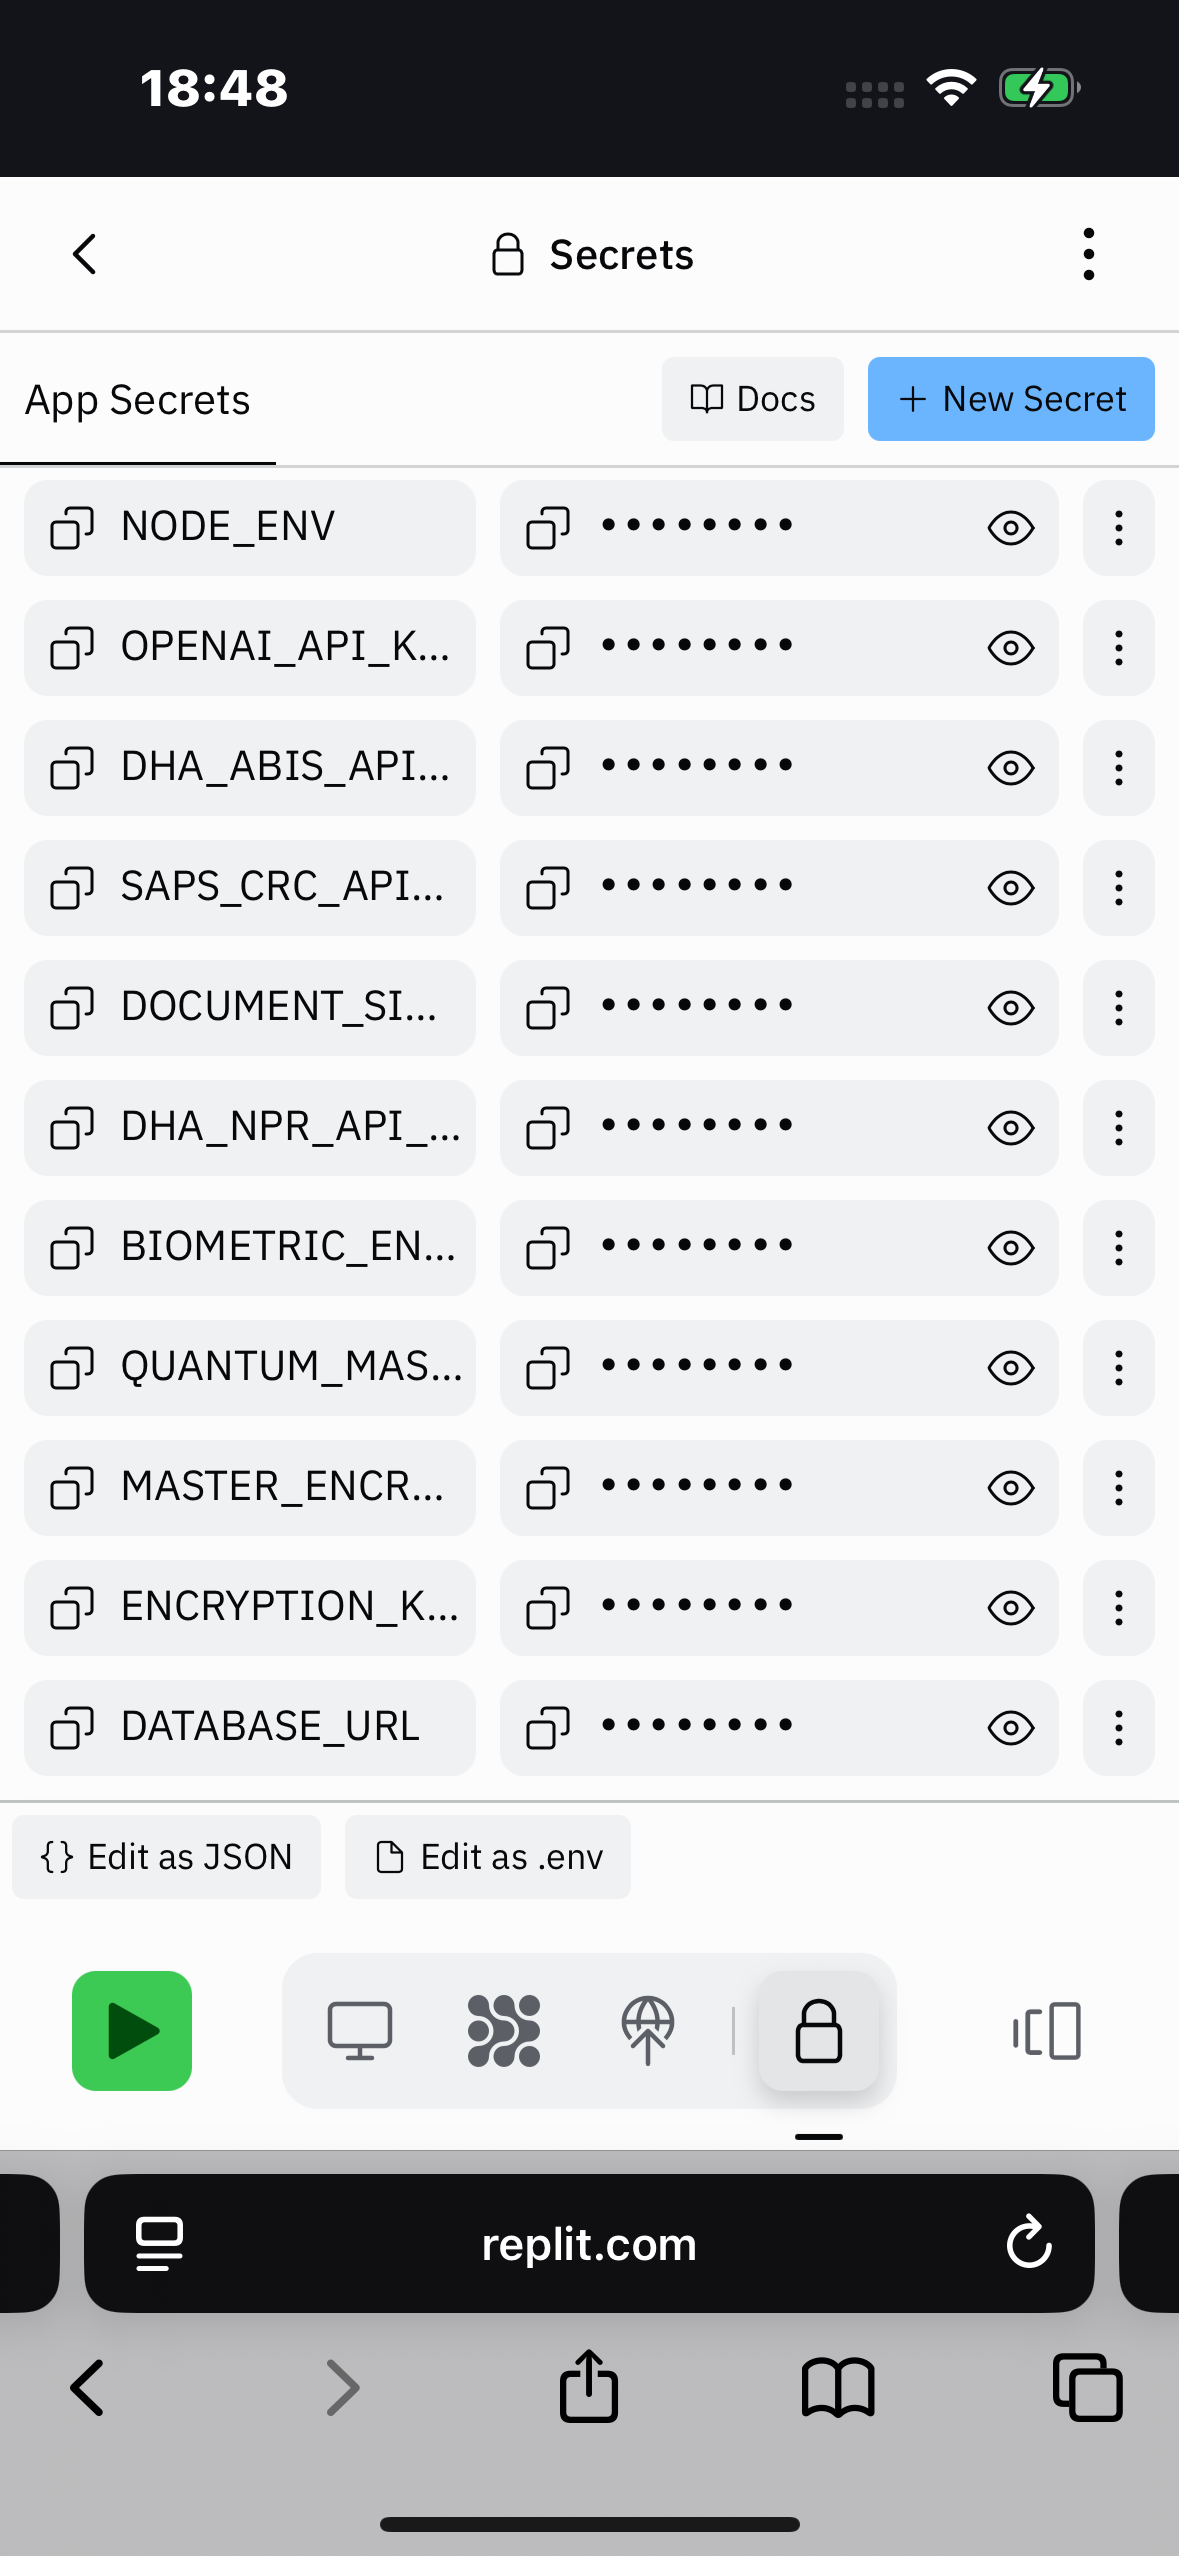 18:48
Secrets
App Secrets
Docs
+ New Secret
NODE_ENV ••••••••
OPENAI_API_K... ••••••••
DHA_ABIS_API... ••••••••
SAPS_CRC_API... ••••••••
DOCUMENT_SI... ••••••••
DHA_NPR_API_... ••••••••
BIOMETRIC_EN... ••••••••
QUANTUM_MAS... ••••••••
MASTER_ENCR... ••••••••
ENCRYPTION_K... ••••••••
DATABASE_URL ••••••••
{} Edit as JSON
Edit as .env
replit.com